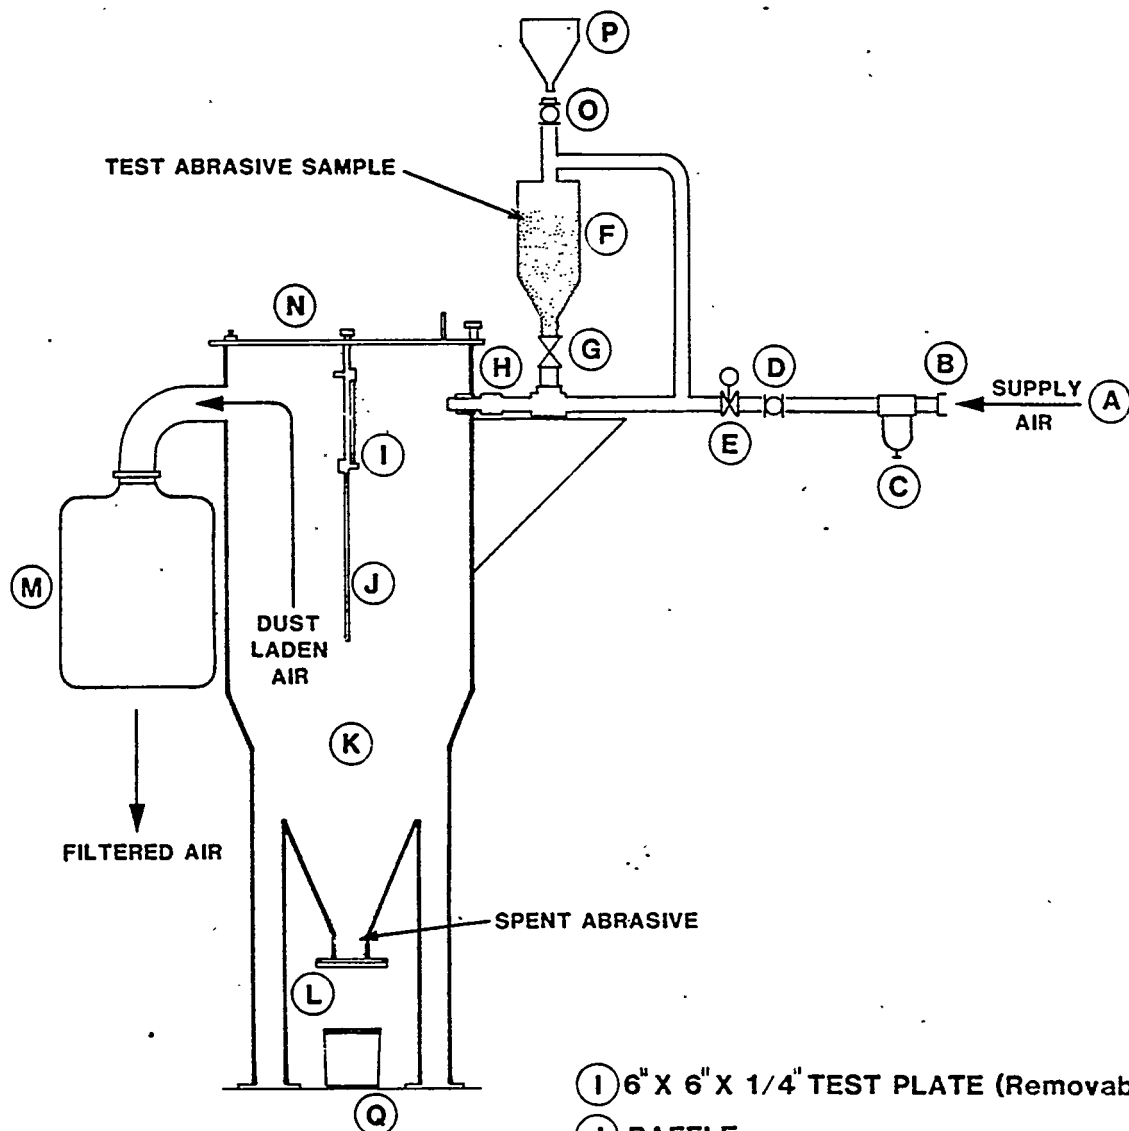 P
O
TEST ABRASIVE SAMPLE
F
N
G
H
D
B
SUPPLY
AIR
A
E
I
C
M
J
DUST
LADEN
AIR
K
FILTERED AIR
SPENT ABRASIVE
L
I 6" X 6" X 1/4" TEST PLATE (Removab
Q
J BAFFLE